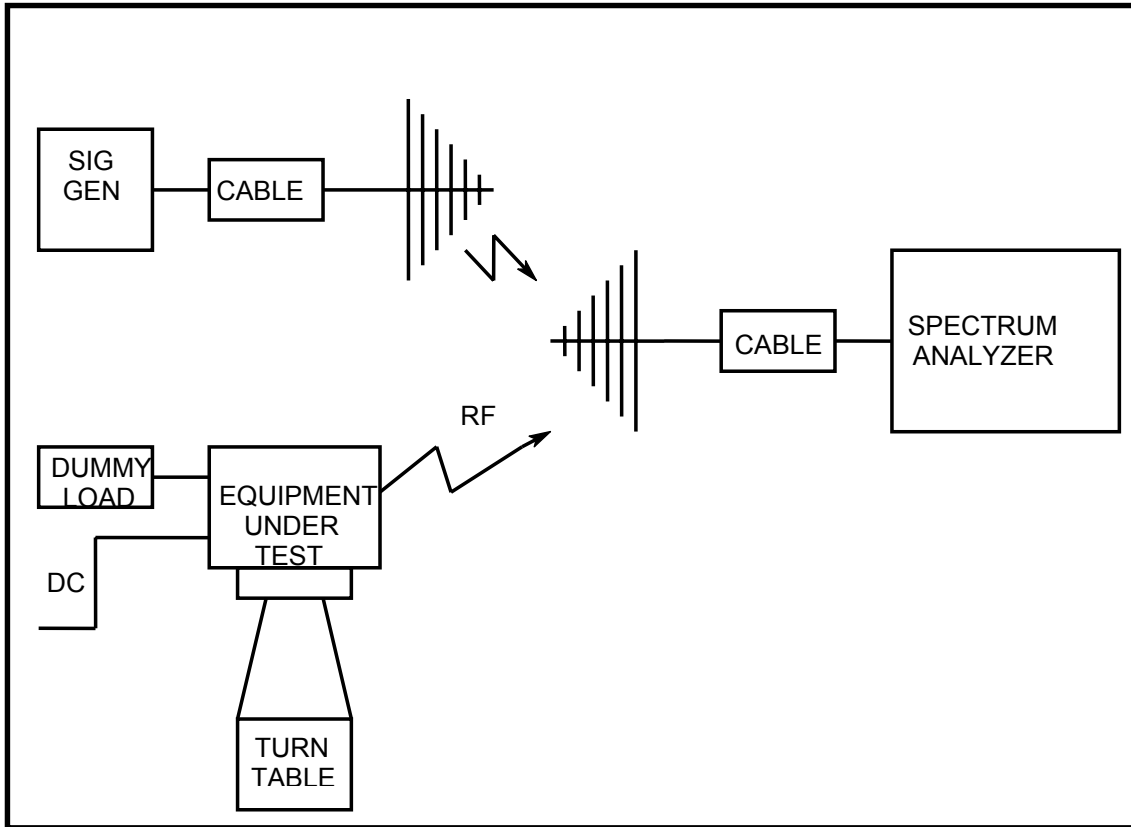 SIG
GEN
CABLE
CABLE
SPECTRUM
ANALYZER
RF
DUMMY
LOAD
EQUIPMENT
UNDER
TEST
DC
TURN
TABLE